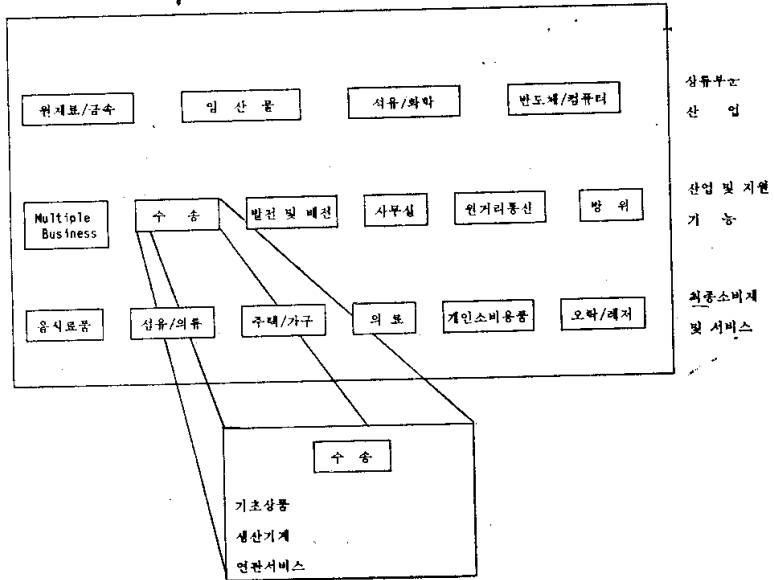 원재료/금속 임 산 물 석유/화학 반도체/컴퓨터 상류부문
산 업
Multiple
Business 수 송 발전 및 배전 사무실 원거리통신 방 위 산업 및 지원
기 능
음식료품 섬유/의류 주택/가구 의 료 개인소비용품 오락/레저 최종소비재
및 서비스
수 송
기초상품
생산기계
연관서비스